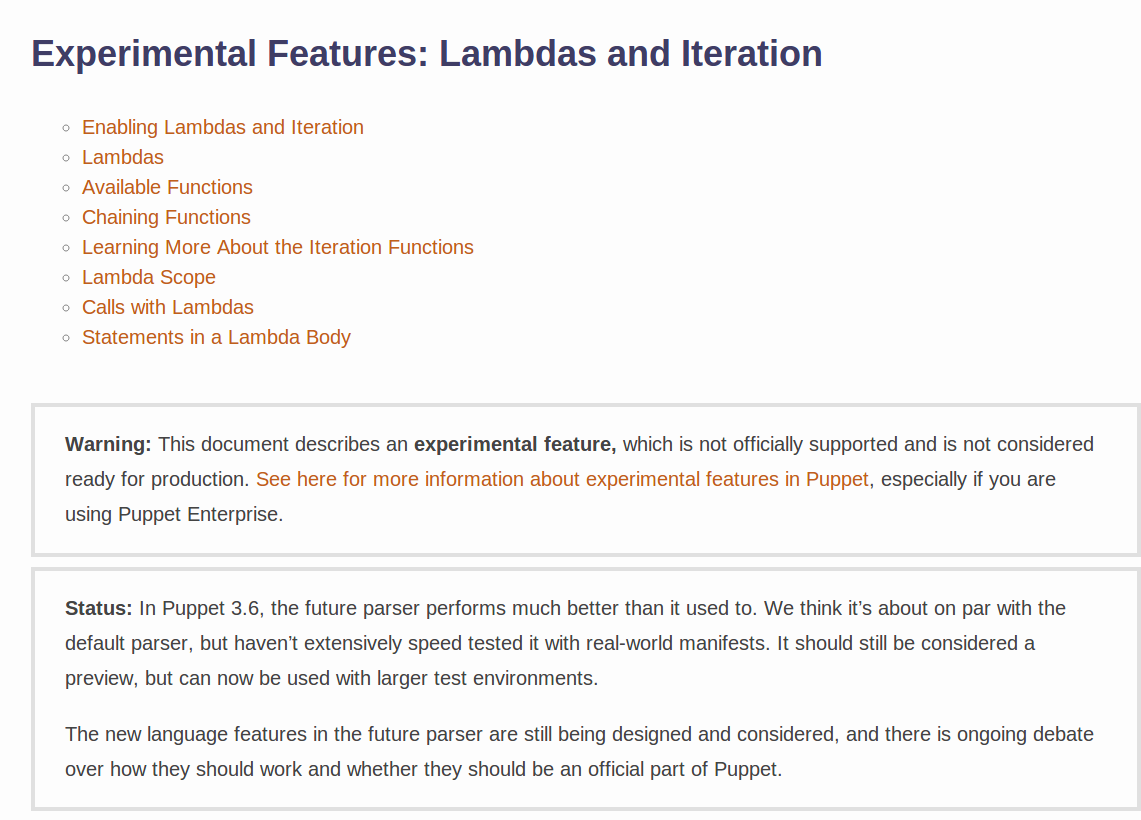 Experimental Features: Lambdas and Iteration
Enabling Lambdas and Iteration
Lambdas
Available Functions
Chaining Functions
Learning More About the Iteration Functions
Lambda Scope
Calls with Lambdas
Statements in a Lambda Body
Warning: This document describes an experimental feature, which is not officially supported and is not considered
ready for production. See here for more information about experimental features in Puppet, especially if you are
using Puppet Enterprise.
Status: In Puppet 3.6, the future parser performs much better than it used to. We think it’s about on par with the
default parser, but haven’t extensively speed tested it with real-world manifests. It should still be considered a
preview, but can now be used with larger test environments.
The new language features in the future parser are still being designed and considered, and there is ongoing debate
over how they should work and whether they should be an official part of Puppet.